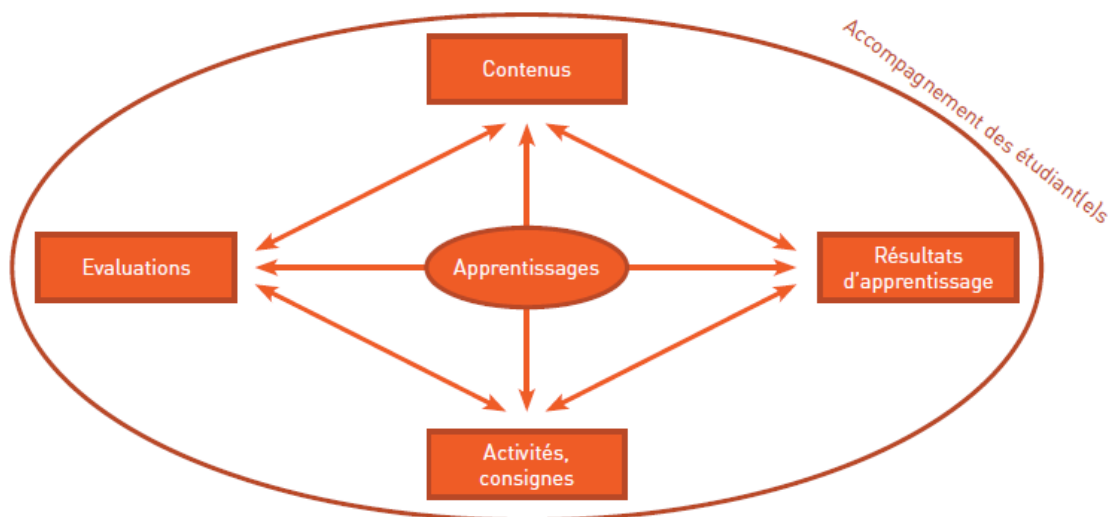 Accompagnement des étudiant(e)s
Contenus
Evaluations
Apprentissages
Résultats
d'apprentissage
Activités,
consignes